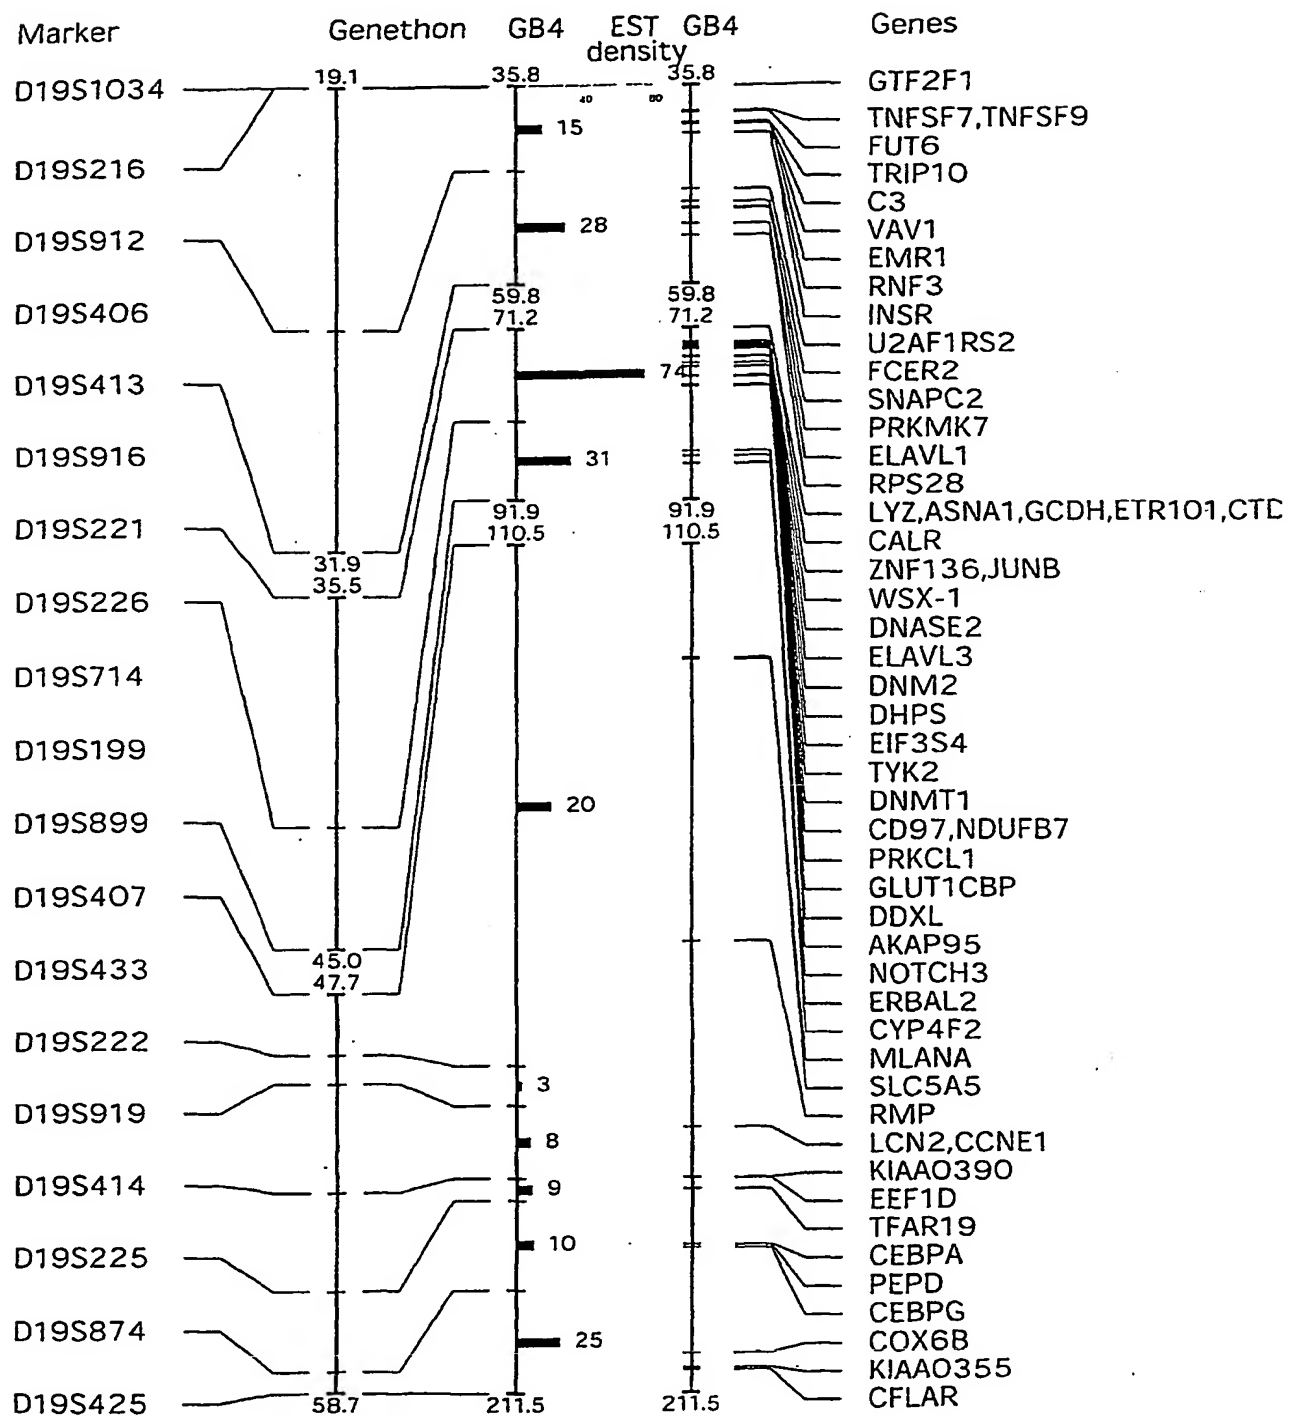 Marker Genethon GB4 EST density GB4 Genes
19.1 35.8 35.8
40 80
D19S1034
D19S216
D19S912
D19S406
D19S413
D19S916
D19S221
D19S226
D19S714
D19S199
D19S899
D19S407
D19S433
D19S222
D19S919
D19S414
D19S225
D19S874
D19S425
31.9
35.5
45.0
47.7
58.7
15
28
59.8
71.2
74
31
91.9
110.5
20
3
8
9
10
25
211.5
59.8
71.2
91.9
110.5
211.5
GTF2F1
TNFSF7,TNFSF9
FUT6
TRIP10
C3
VAV1
EMR1
RNF3
INSR
U2AF1RS2
FCER2
SNAPC2
PRKMK7
ELAVL1
RPS28
LYZ,ASNA1,GCDH,ETR101,CTD
CALR
ZNF136,JUNB
WSX-1
DNASE2
ELAVL3
DNM2
DHPS
EIF3S4
TYK2
DNMT1
CD97,NDUFB7
PRKCL1
GLUT1CBP
DDXL
AKAP95
NOTCH3
ERBAL2
CYP4F2
MLANA
SLC5A5
RMP
LCN2,CCNE1
KIAA0390
EEF1D
TFAR19
CEBPA
PEPD
CEBPG
COX6B
KIAA0355
CFLAR